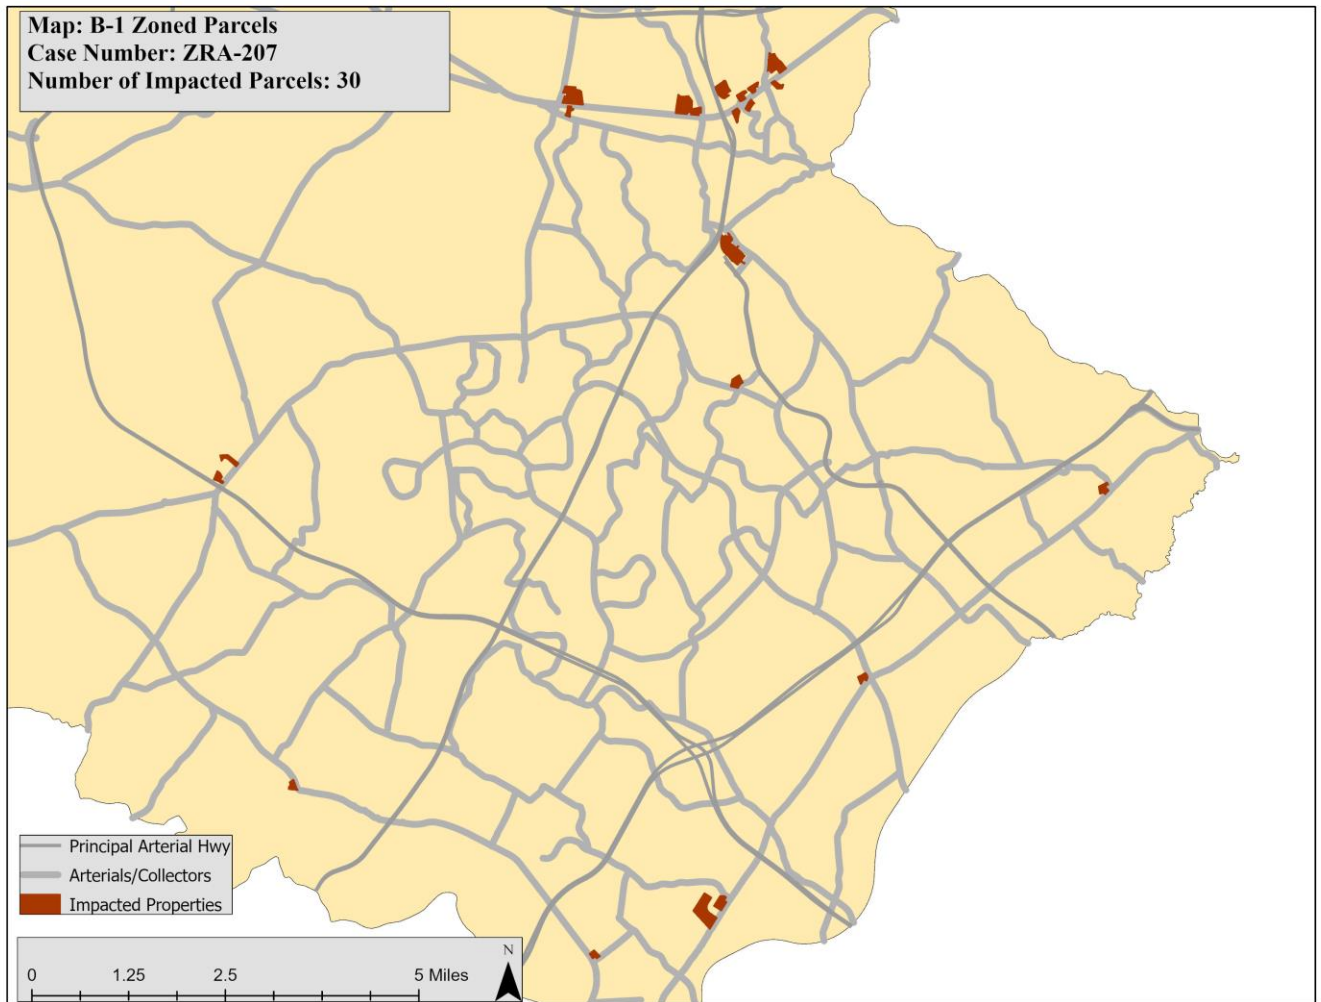 Map: B-1 Zoned Parcels
Case Number: ZRA-207
Number of Impacted Parcels: 30
Principal Arterial Hwy
Arterials/Collectors
Impacted Properties
N
0 1.25 2.5 5 Miles